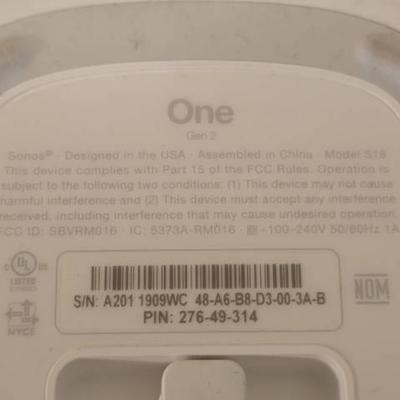 One
Gen 2
Sonos® · Designed in the USA · Assembled in China · Model S18
This device complies with Part 15 of the FCC Rules. Operation is
subject to the following two conditions: (1) This device may not cause
harmful interference and (2) This device must accept any interference
received, including interference that may cause undesired operation.
FCC ID: SBVRM016 · IC: 5373A-RM016 · ~100-240V 50/60Hz 1A
C UL US
LISTED
S/N: A201 1909WC 48-A6-B8-D3-00-3A-B
PIN: 276-49-314
NOM
NYCE